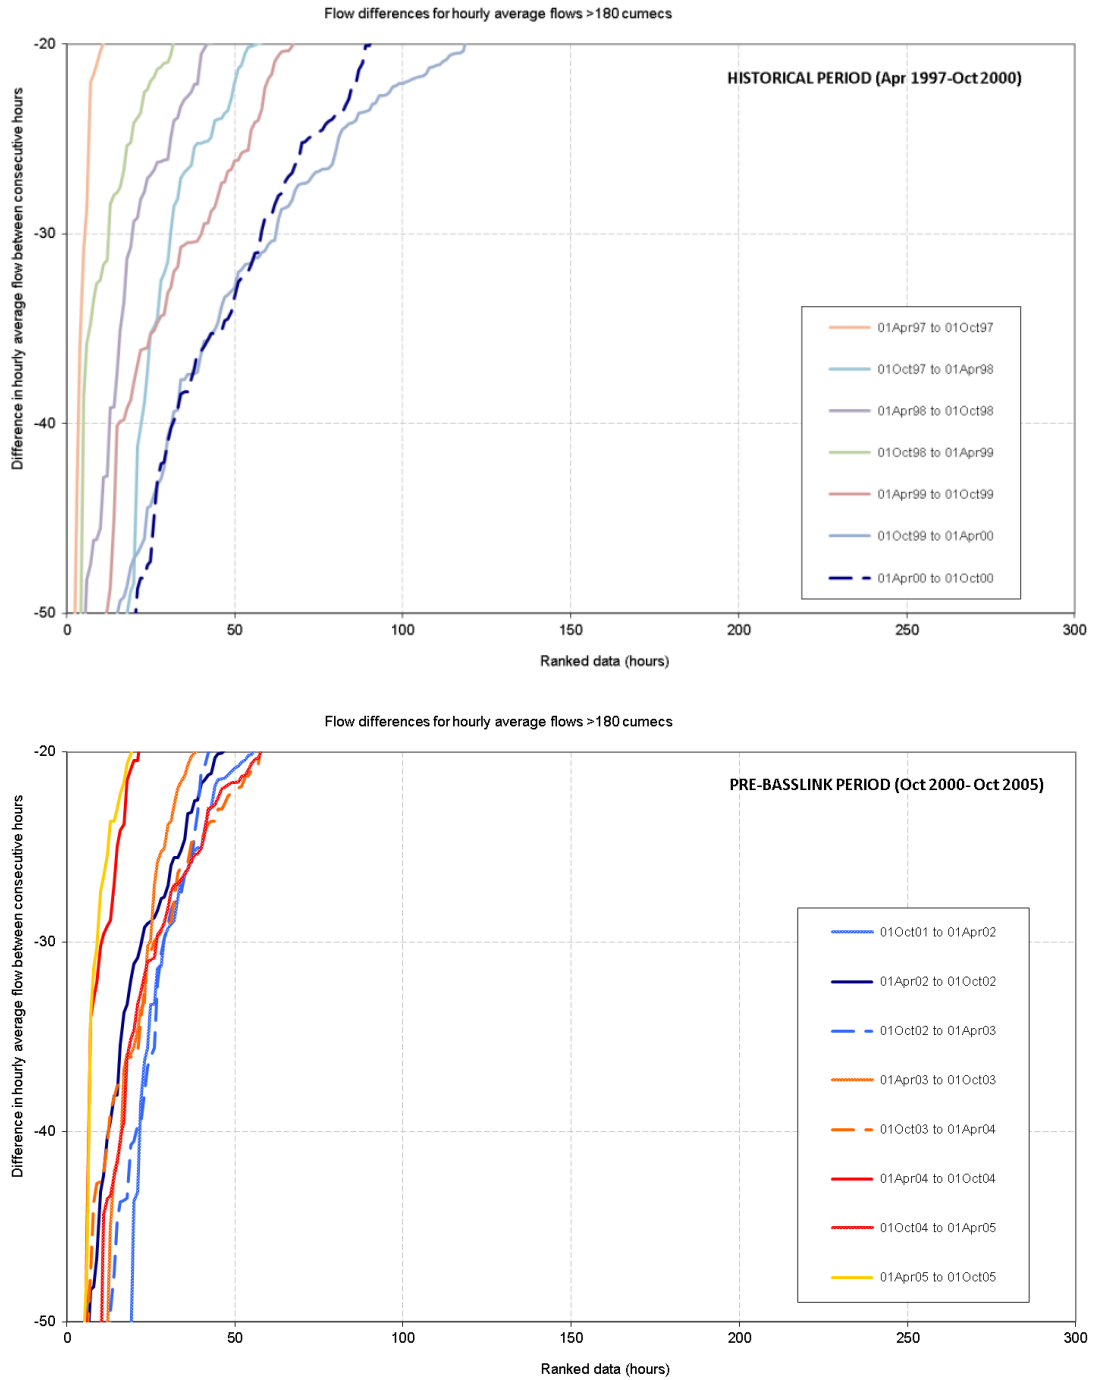 Flow differences for hourly average flows >180 cumecs
HISTORICAL PERIOD (Apr 1997-Oct 2000)
Difference in hourly average flow between consecutive hours
-20
-30
-40
-50
0 50 100 150 200 250 300
Ranked data (hours)
01Apr97 to 01Oct97
01Oct97 to 01Apr98
01Apr98 to 01Oct98
01Oct98 to 01Apr99
01Apr99 to 01Oct99
01Oct99 to 01Apr00
01Apr00 to 01Oct00
Flow differences for hourly average flows >180 cumecs
PRE-BASSLINK PERIOD (Oct 2000- Oct 2005)
Difference in hourly average flow between consecutive hours
-20
-30
-40
-50
0 50 100 150 200 250 300
Ranked data (hours)
01Oct01 to 01Apr02
01Apr02 to 01Oct02
01Oct02 to 01Apr03
01Apr03 to 01Oct03
01Oct03 to 01Apr04
01Apr04 to 01Oct04
01Oct04 to 01Apr05
01Apr05 to 01Oct05